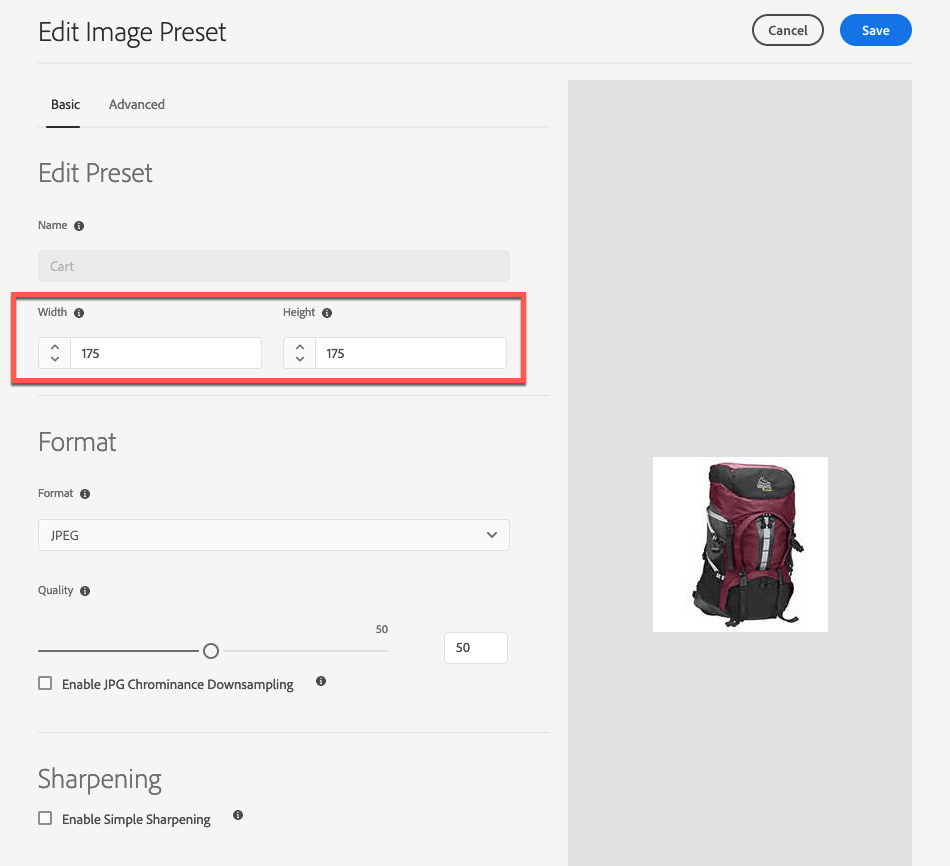 Edit Image Preset
Cancel
Save
Basic
Advanced
Edit Preset
Name
Cart
Width
Height
175
175
Format
Format
JPEG
Quality
50
50
Enable JPG Chrominance Downsampling
Sharpening
Enable Simple Sharpening